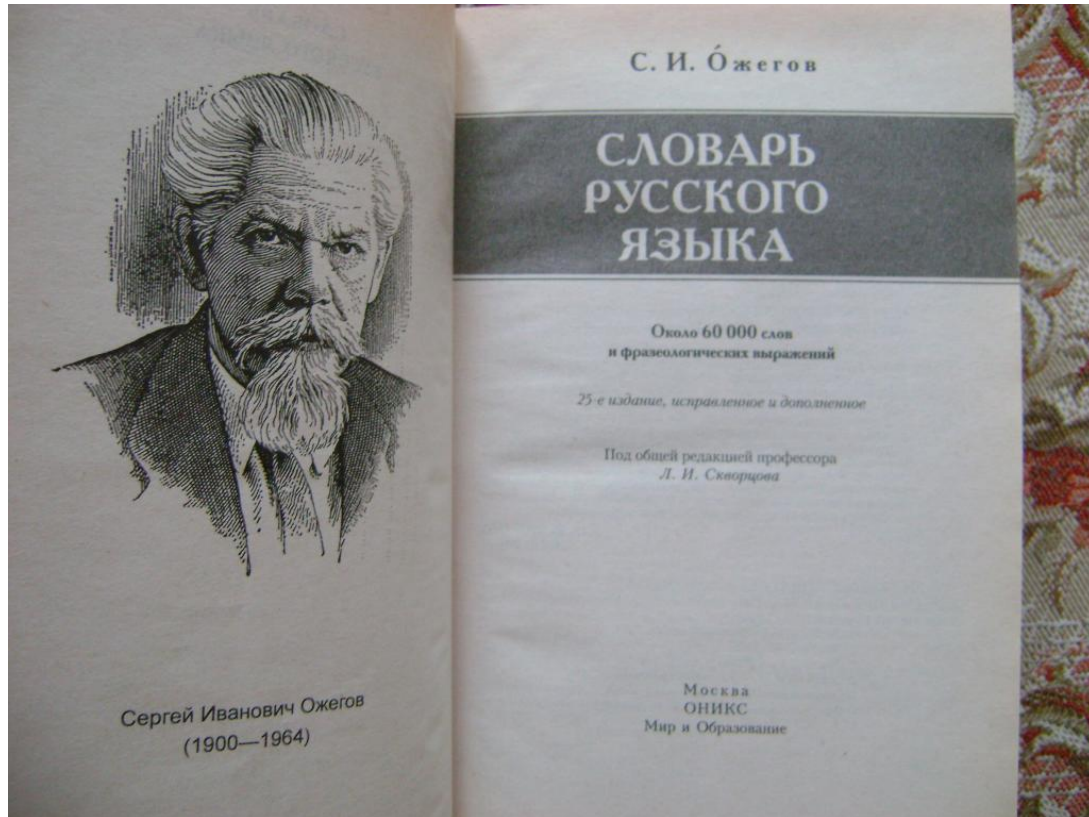 Сергей Иванович Ожегов
(1900—1964)
С. И. О́жегов
СЛОВАРЬ
РУССКОГО
ЯЗЫКА
Около 60 000 слов
и фразеологических выражений
25-е издание, исправленное и дополненное
Под общей редакцией профессора
Л. И. Скворцова
Москва
ОНИКС
Мир и Образование